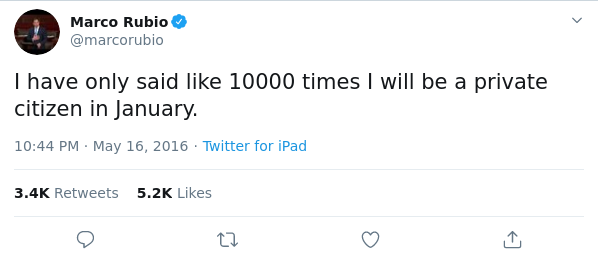 Marco Rubio
@marcorubio
I have only said like 10000 times I will be a private
citizen in January.
10:44 PM · May 16, 2016 · Twitter for iPad
3.4K Retweets 5.2K Likes